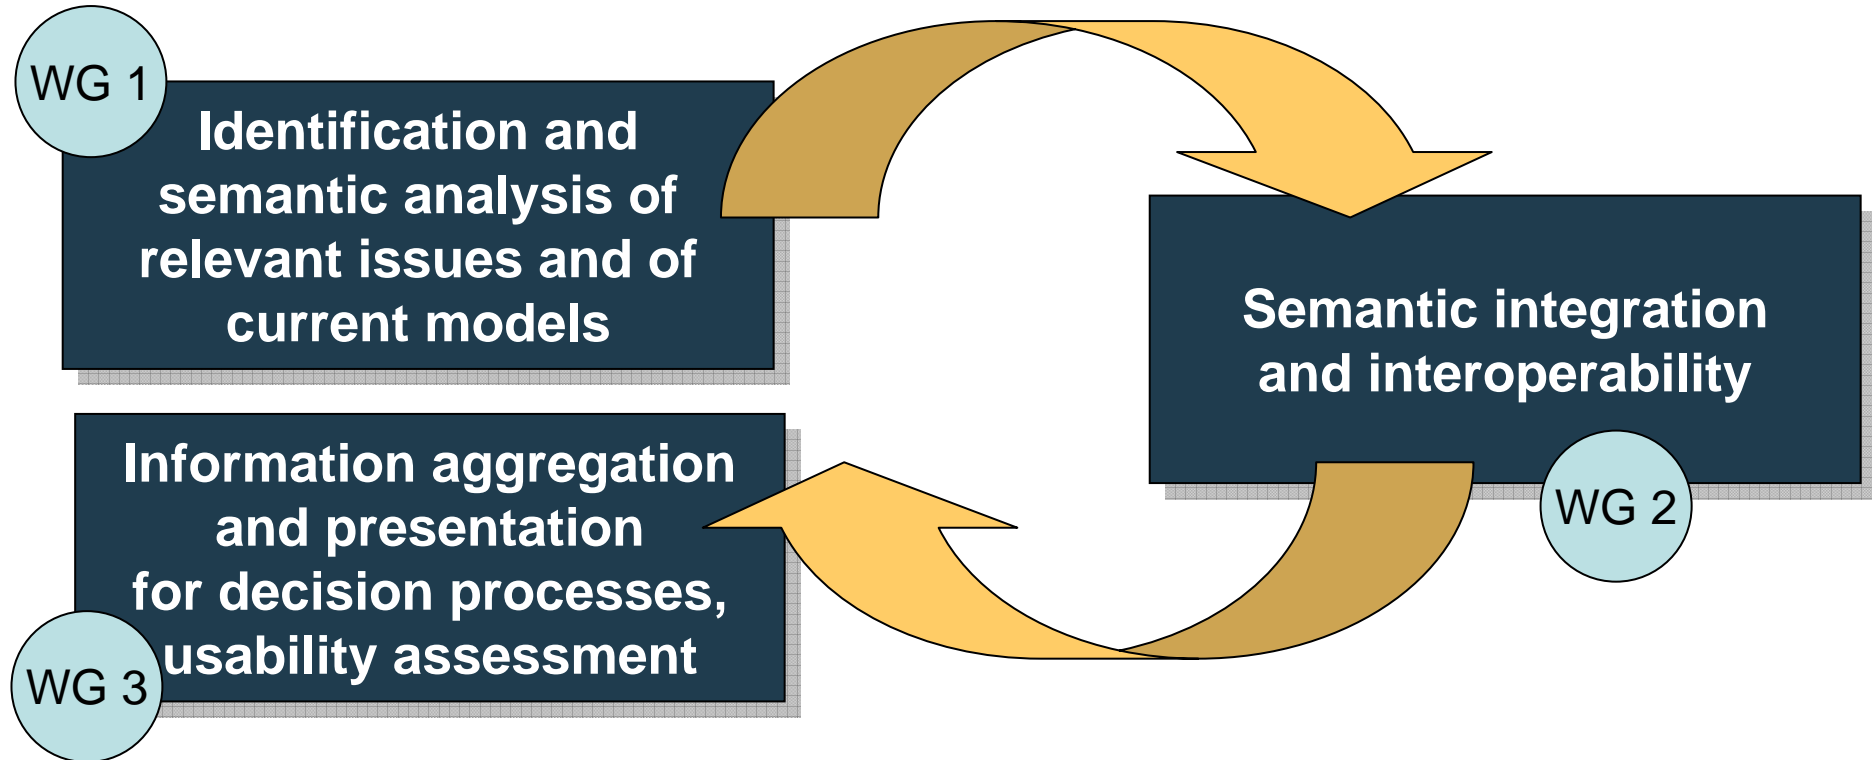 WG 1
Identification and
semantic analysis of
relevant issues and of
current models
Semantic integration
and interoperability
WG 2
Information aggregation
and presentation
for decision processes,
usability assessment
WG 3